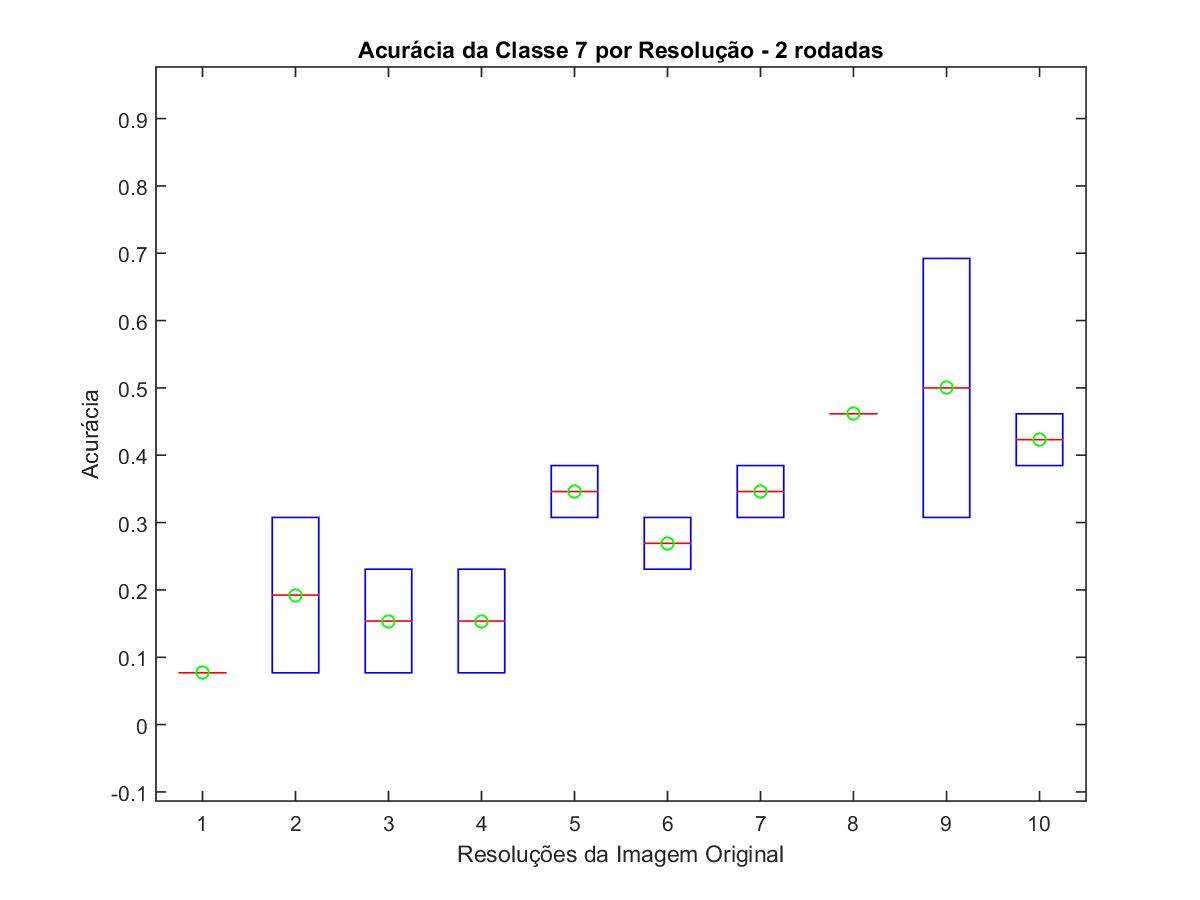 Acurácia da Classe 7 por Resolução - 2 rodadas
0.9
0.8
0.7
0.6
0.5
0.4
0.3
0.2
0.1
0
-0.1
Acurácia
1 2 3 4 5 6 7 8 9 10
Resoluções da Imagem Original